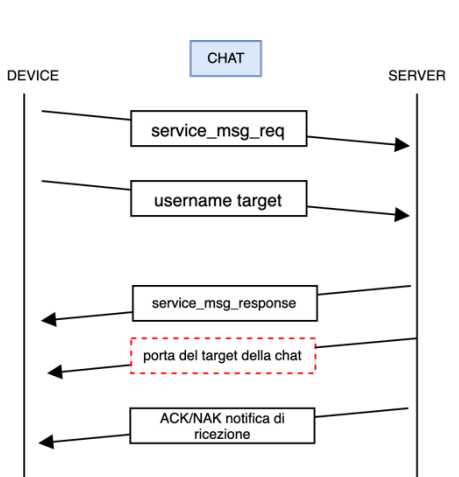 CHAT
DEVICE
SERVER
service_msg_req
username target
service_msg_response
porta del target della chat
ACK/NAK notifica di
ricezione